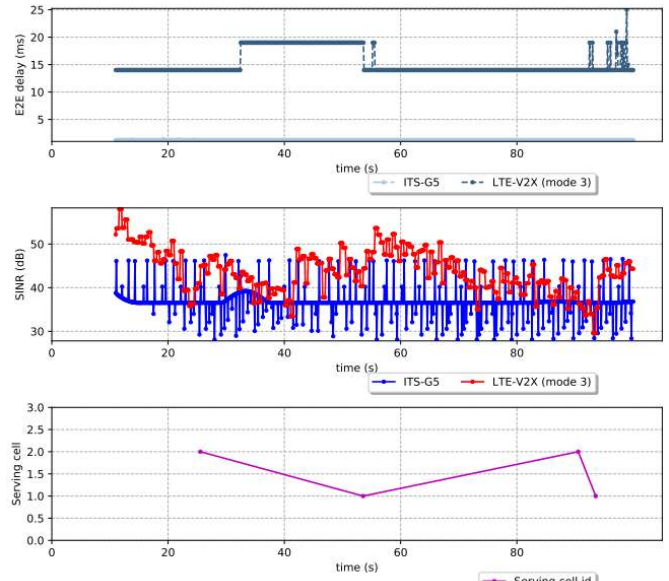 25
20
15
10
5
E2E delay (ms)
0 20 40 60 80
time (s)
ITS-G5 LTE-V2X (mode 3)
50
40
30
SINR (dB)
0 20 40 60 80
time (s)
ITS-G5 LTE-V2X (mode 3)
3.0
2.5
2.0
1.5
1.0
0.5
0.0
Serving cell
0 20 40 60 80
time (s)
Serving cell id